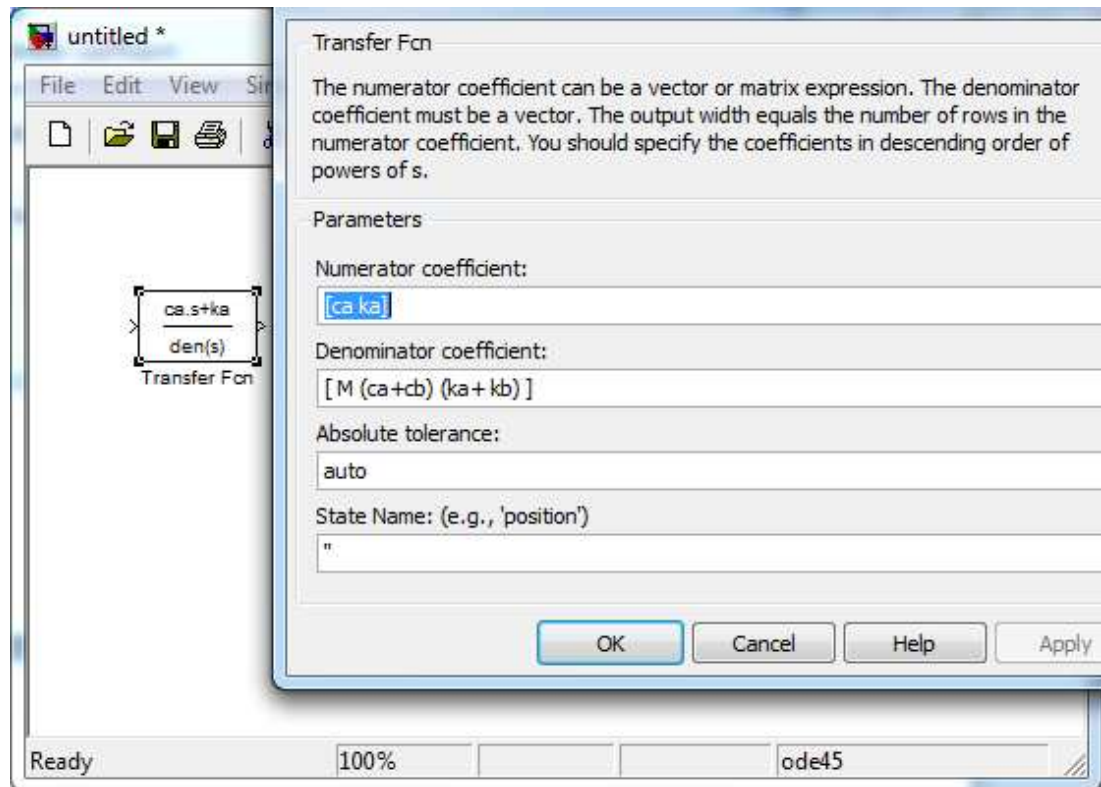 untitled *
File Edit View
ca.s+ka
den(s)
Transfer Fcn
Transfer Fcn
The numerator coefficient can be a vector or matrix expression. The denominator
coefficient must be a vector. The output width equals the number of rows in the
numerator coefficient. You should specify the coefficients in descending order of
powers of s.
Parameters
Numerator coefficient:
[ca ka]
Denominator coefficient:
[ M (ca+cb) (ka+ kb) ]
Absolute tolerance:
auto
State Name: (e.g., 'position')
''
OK Cancel Help Apply
Ready 100% ode45